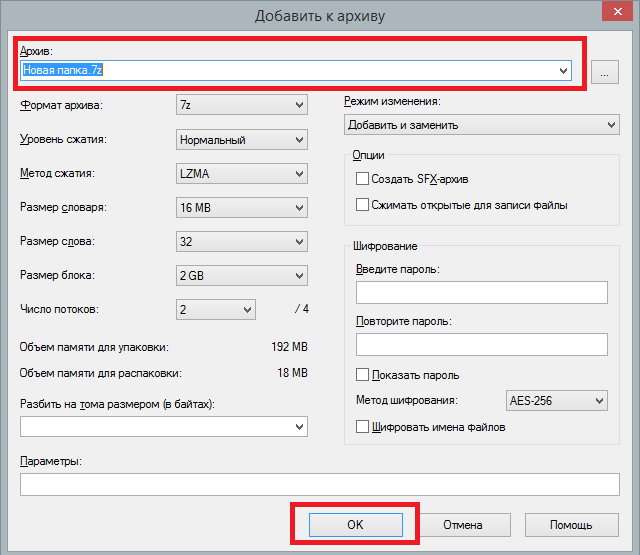 Добавить к архиву
Архив:
Новая папка.7z
...
Формат архива: 7z
Уровень сжатия: Нормальный
Метод сжатия: LZMA
Размер словаря: 16 MB
Размер слова: 32
Размер блока: 2 GB
Число потоков: 2 / 4
Объем памяти для упаковки: 192 MB
Объем памяти для распаковки: 18 MB
Разбить на тома размером (в байтах):
Режим изменения:
Добавить и заменить
Опции
Создать SFX-архив
Сжимать открытые для записи файлы
Шифрование
Введите пароль:
Повторите пароль:
Показать пароль
Метод шифрования: AES-256
Шифровать имена файлов
Параметры:
OK Отмена Помощь